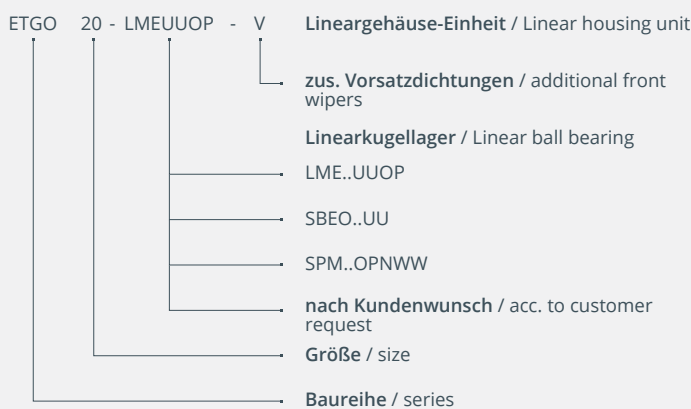 ETGO 20 - LMEUUOP - V Lineargehäuse-Einheit / Linear housing unit
zus. Vorsatzdichtungen / additional front
wipers
Linearkugellager / Linear ball bearing
LME..UUOP
SBEO..UU
SPM..OPNWW
nach Kundenwunsch / acc. to customer
request
Größe / size
Baureihe / series